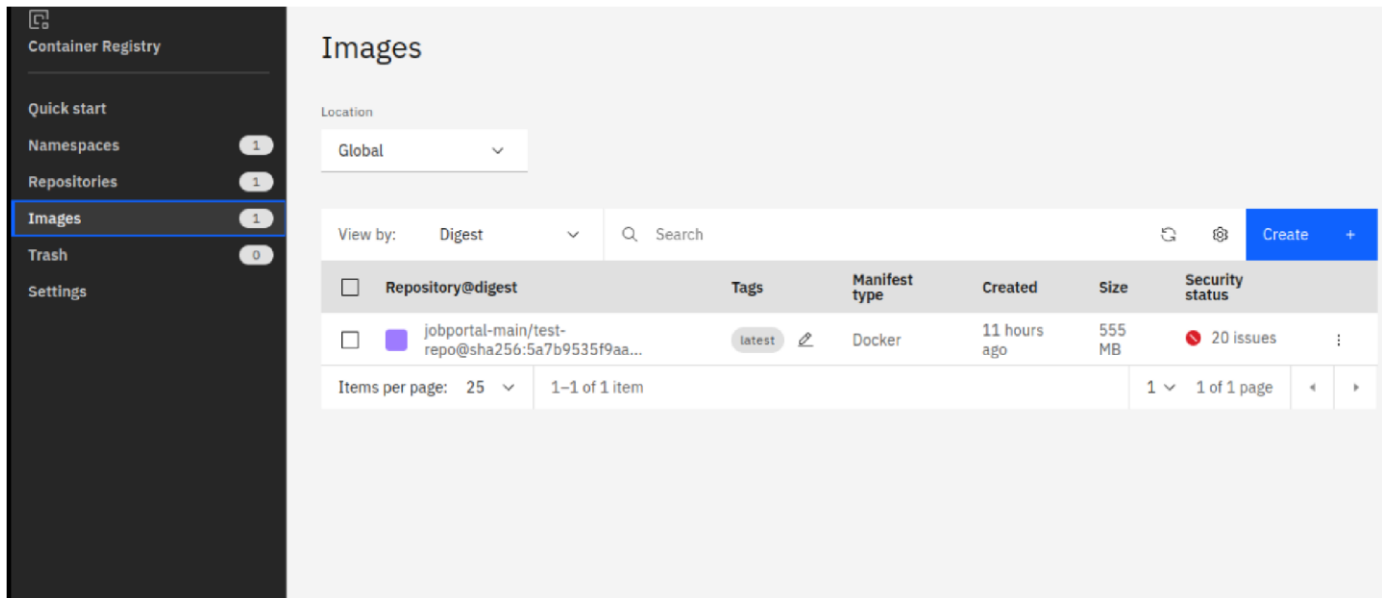 Container Registry
Quick start
Namespaces 1
Repositories 1
Images 1
Trash 0
Settings
Images
Location
Global
View by: Digest Search Create +
Repository@digest Tags Manifest type Created Size Security status
jobportal-main/test-
repo@sha256:5a7b9535f9aa...
latest
Docker
11 hours
ago
555
MB
20 issues
Items per page: 25 1–1 of 1 item 1 1 of 1 page